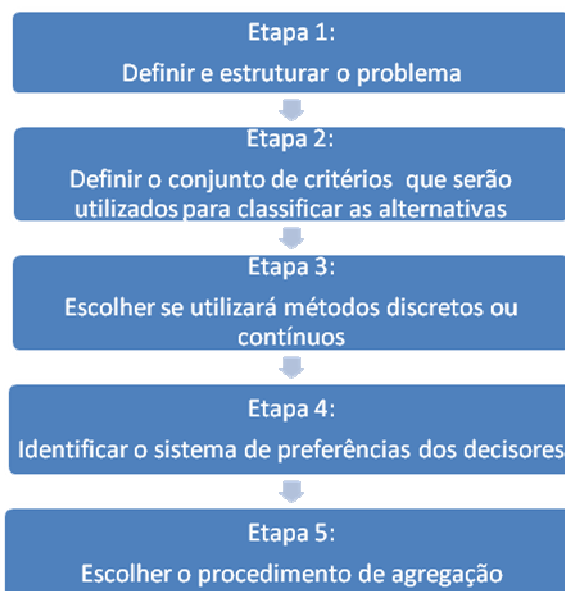 Etapa 1:
Definir e estruturar o problema
Etapa 2:
Definir o conjunto de critérios que serão
utilizados para classificar as alternativas
Etapa 3:
Escolher se utilizará métodos discretos ou
contínuos
Etapa 4:
Identificar o sistema de preferências dos decisores
Etapa 5:
Escolher o procedimento de agregação